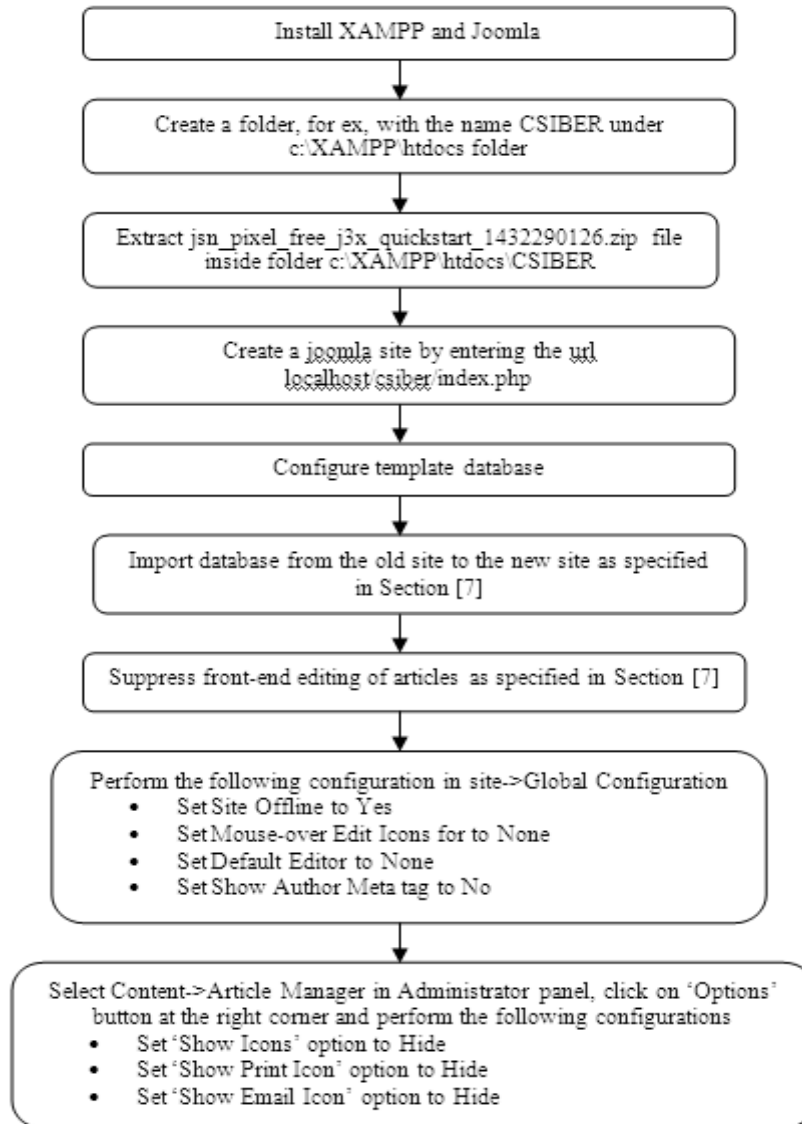 Install XAMPP and Joomla
Create a folder, for ex, with the name CSIBER under
c:\XAMPP\htdocs folder
Extract jsn_pixel_free_j3x_quickstart_1432290126.zip file
inside folder c:\XAMPP\htdocs\CSIBER
Create a joomla site by entering the url
localhost/csiber/index.php
Configure template database
Import database from the old site to the new site as specified
in Section [7]
Suppress front-end editing of articles as specified in Section [7]
Perform the following configuration in site->Global Configuration
• Set Site Offline to Yes
• Set Mouse-over Edit Icons for to None
• Set Default Editor to None
• Set Show Author Meta tag to No
Select Content->Article Manager in Administrator panel, click on ‘Options’
button at the right corner and perform the following configurations
• Set ‘Show Icons’ option to Hide
• Set ‘Show Print Icon’ option to Hide
• Set ‘Show Email Icon’ option to Hide